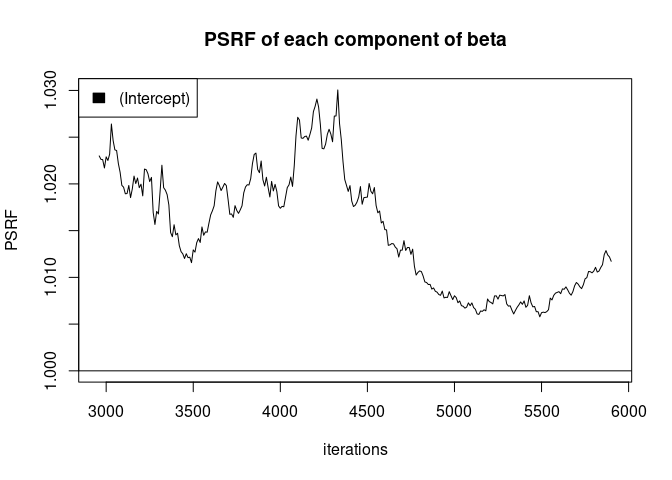 PSRF of each component of beta
(Intercept)
PSRF
1.030
1.020
1.010
1.000
3000 3500 4000 4500 5000 5500 6000
iterations